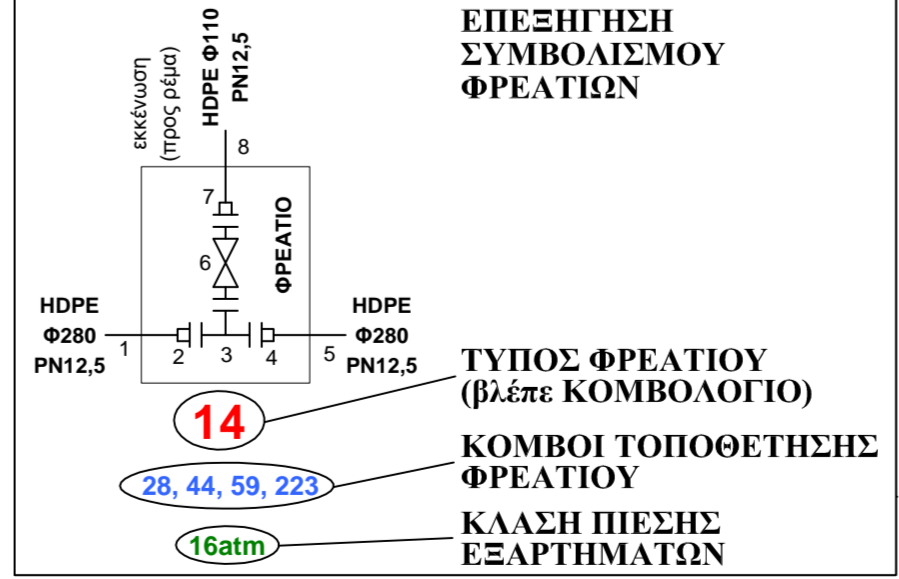 ΕΠΕΞΗΓΗΣΗ
ΣΥΜΒΟΛΙΣΜΟΥ
ΦΡΕΑΤΙΩΝ
εκκένωση
(προς ρέμα)
HDPE Φ110
PN12,5
8
7
ΦΡΕΑΤΙΟ
6
HDPE
Φ280
PN12,5
1
2
3
4
5
HDPE
Φ280
PN12,5
14
ΤΥΠΟΣ ΦΡΕΑΤΙΟΥ
(βλέπε ΚΟΜΒΟΛΟΓΙΟ)
28, 44, 59, 223
ΚΟΜΒΟΙ ΤΟΠΟΘΕΤΗΣΗΣ
ΦΡΕΑΤΙΟΥ
16atm
ΚΛΑΣΗ ΠΙΕΣΗΣ
ΕΞΑΡΤΗΜΑΤΩΝ